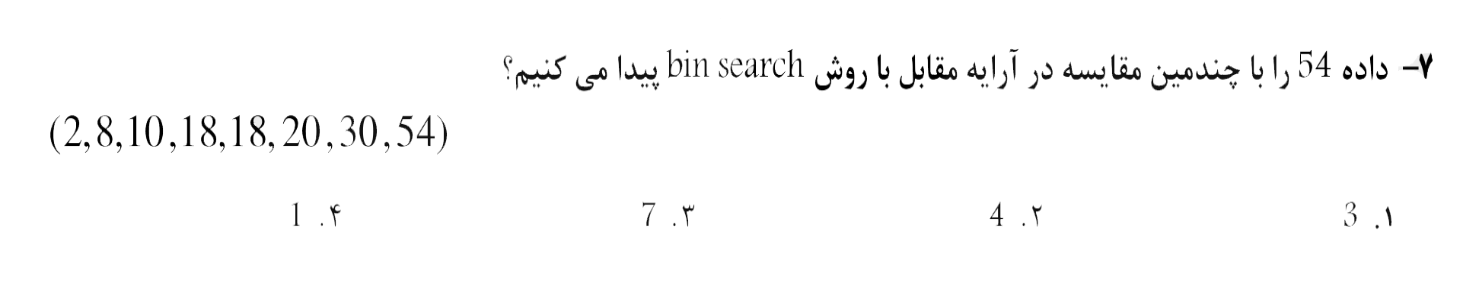 ۷- داده 54 را با چندمین مقایسه در آرایه مقابل با روش bin search پیدا می کنیم؟
(2,8,10,18,18,20,30,54)
۱. 3 ۲. 4 ۳. 7 ۴. 1